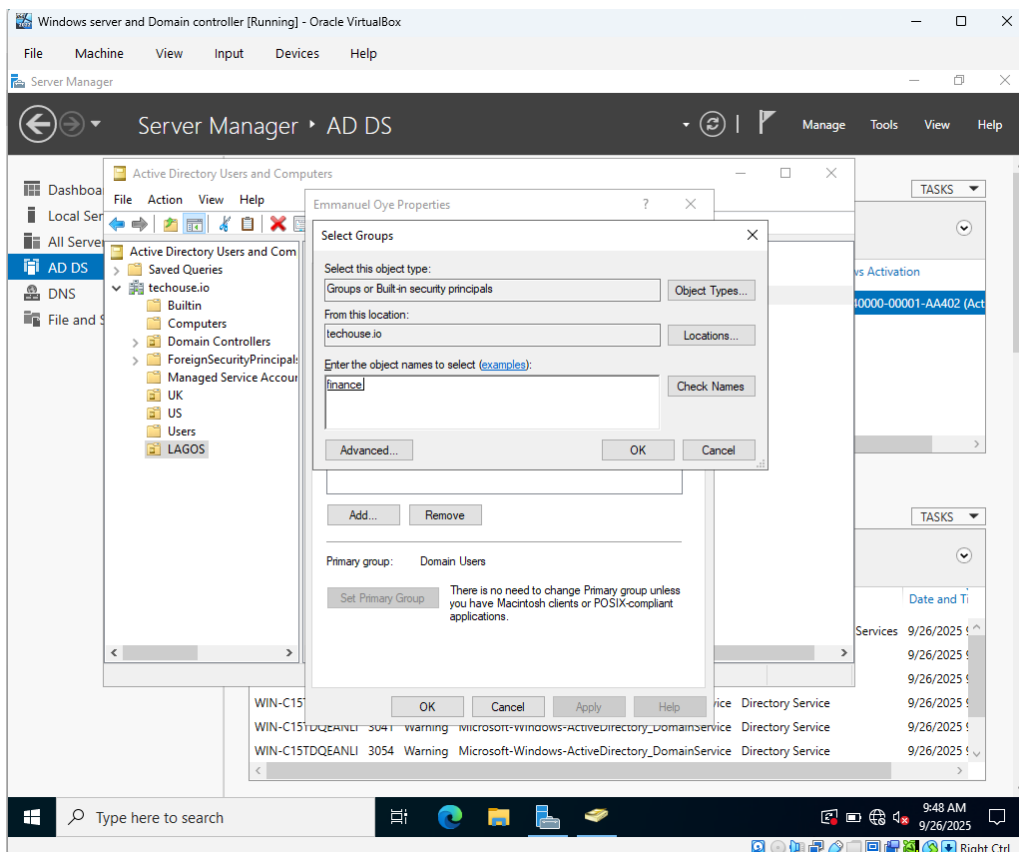 Windows server and Domain controller [Running] - Oracle VirtualBox
File Machine View Input Devices Help
Server Manager
Server Manager ‣ AD DS
Manage Tools View Help
Dashboa
Local Ser
All Server
AD DS
DNS
File and S
Active Directory Users and Computers
File Action View Help
Active Directory Users and Com
Saved Queries
techouse.io
Builtin
Computers
Domain Controllers
ForeignSecurityPrincipals
Managed Service Accour
UK
US
Users
LAGOS
Emmanuel Oye Properties ?
Select Groups
Select this object type:
Groups or Built-in security principals
Object Types...
From this location:
techouse.io
Locations...
Enter the object names to select (examples):
finance
Check Names
Advanced...
OK
Cancel
Add...
Remove
Primary group: Domain Users
Set Primary Group
There is no need to change Primary group unless
you have Macintosh clients or POSIX-compliant
applications.
OK
Cancel
Apply
Help
TASKS
vs Activation
0000-00001-AA402 (Act
TASKS
Date and Ti
Services 9/26/2025 9
9/26/2025 9
9/26/2025 9
WIN-C15 vice Directory Service 9/26/2025 9
WIN-C15TDQEANLI 3041 Warning Microsoft-Windows-ActiveDirectory_DomainService Directory Service 9/26/2025 9
WIN-C15TDQEANLI 3054 Warning Microsoft-Windows-ActiveDirectory_DomainService Directory Service 9/26/2025 9
Type here to search
9:48 AM
9/26/2025
Right Ctrl